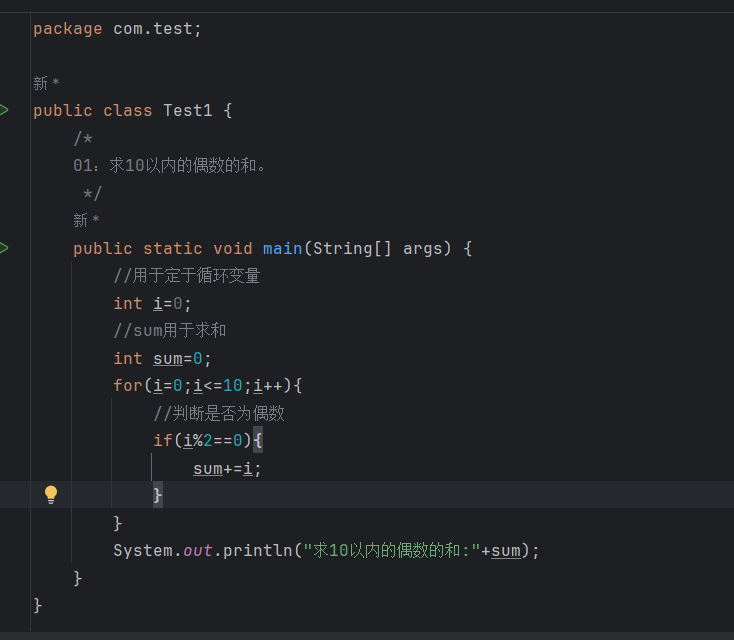 package com.test;
新 *
public class Test1 {
/*
01：求10以内的偶数的和。
*/
新 *
public static void main(String[] args) {
//用于定于循环变量
int i=0;
//sum用于求和
int sum=0;
for(i=0;i<=10;i++){
//判断是否为偶数
if(i%2==0){
sum+=i;
}
}
System.out.println("求10以内的偶数的和:"+sum);
}
}